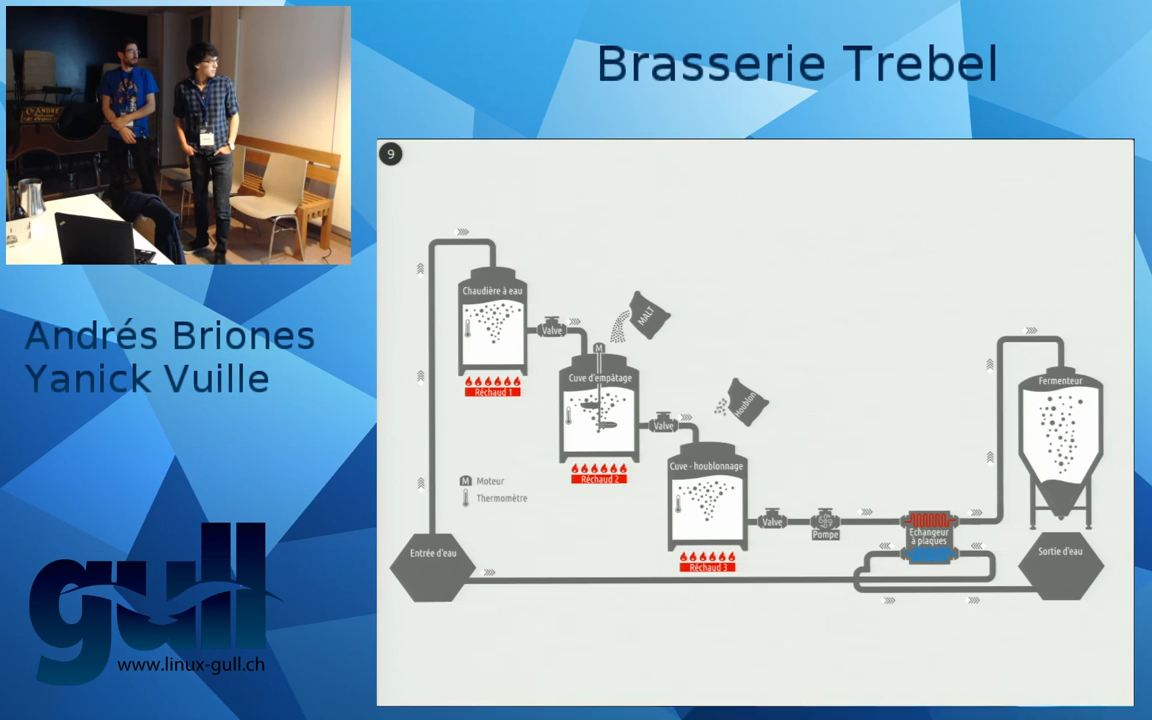 Brasserie Trebel
ANDRÉ
Andrés Briones
Yanick Vuille
gull
www.linux-gull.ch
9
Chaudière à eau
Valve
MALT
Réchaud 1
M
Cuve d'empâtage
Houblon
Valve
Réchaud 2
Cuve - houblonnage
M Moteur
Thermomètre
Valve
Pompe
Echangeur
à plaques
Réchaud 3
Fermenteur
Entrée d'eau
Sortie d'eau